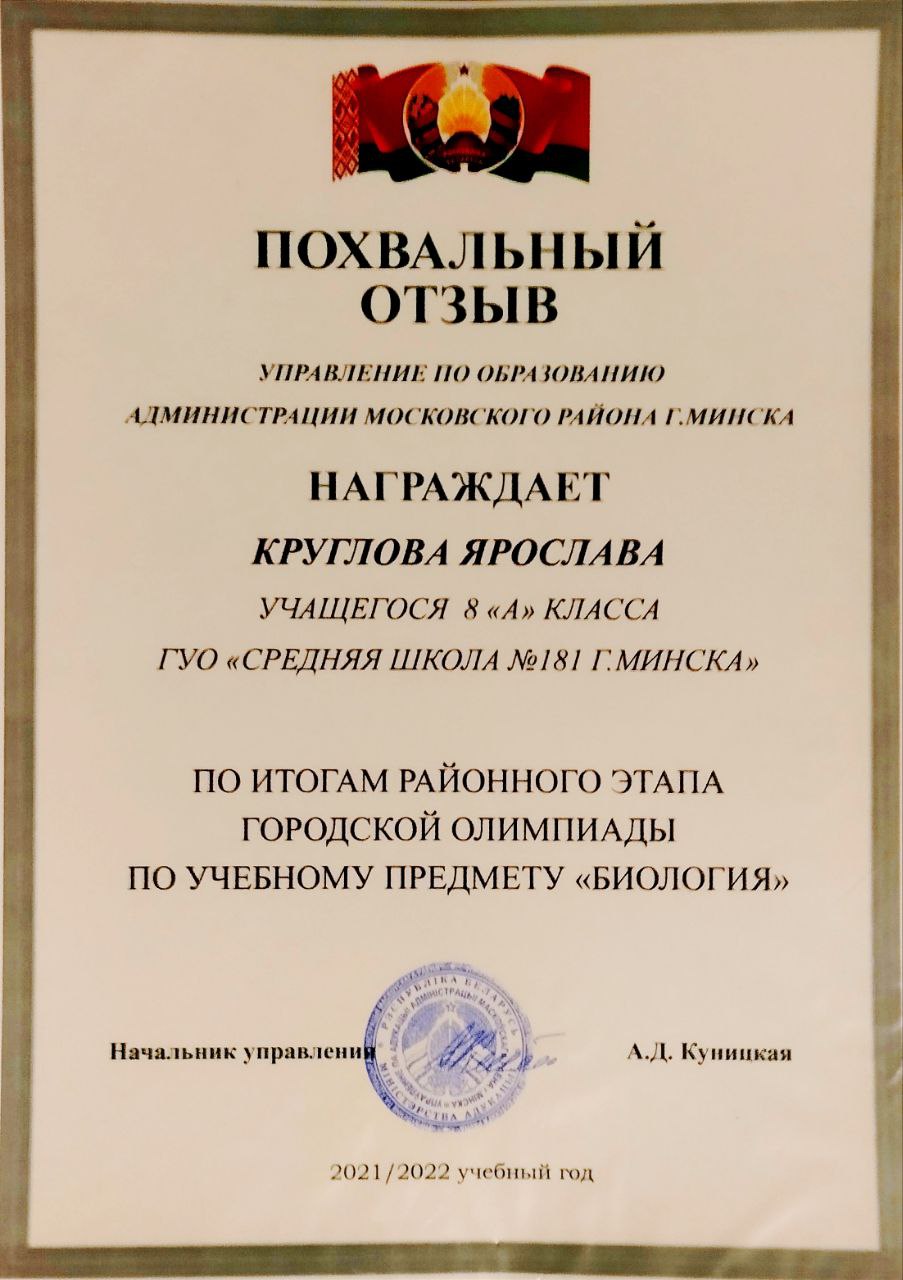 ПОХВАЛЬНЫЙ
ОТЗЫВ
УПРАВЛЕНИЕ ПО ОБРАЗОВАНИЮ
АДМИНИСТРАЦИИ МОСКОВСКОГО РАЙОНА Г.МИНСКА
НАГРАЖДАЕТ
КРУГЛОВА ЯРОСЛАВА
УЧАЩЕГОСЯ 8 «А» КЛАССА
ГУО «СРЕДНЯЯ ШКОЛА №181 Г.МИНСКА»
ПО ИТОГАМ РАЙОННОГО ЭТАПА
ГОРОДСКОЙ ОЛИМПИАДЫ
ПО УЧЕБНОМУ ПРЕДМЕТУ «БИОЛОГИЯ»
РЭСПУБЛІКА БЕЛАРУСЬ
МІНІСТЭРСТВА АДУКАЦЫІ
Начальник управления
А.Д. Куницкая
2021/2022 учебный год